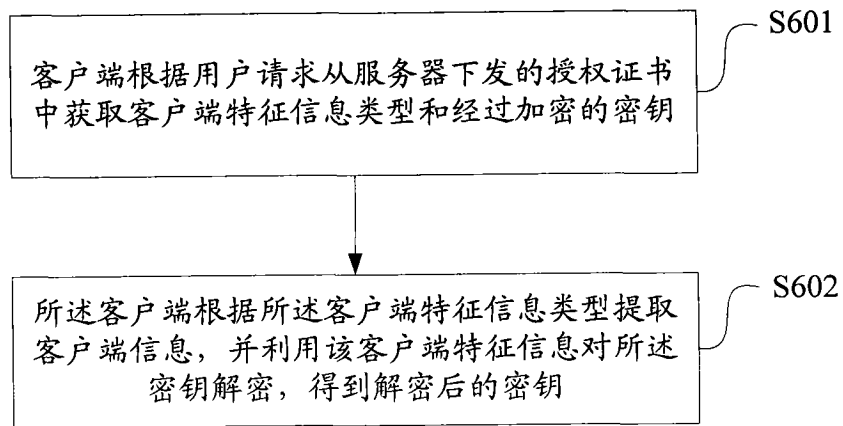 S601
客户端根据用户请求从服务器下发的授权证书
中获取客户端特征信息类型和经过加密的密钥
S602
所述客户端根据所述客户端特征信息类型提取
客户端信息，并利用该客户端特征信息对所述
密钥解密，得到解密后的密钥